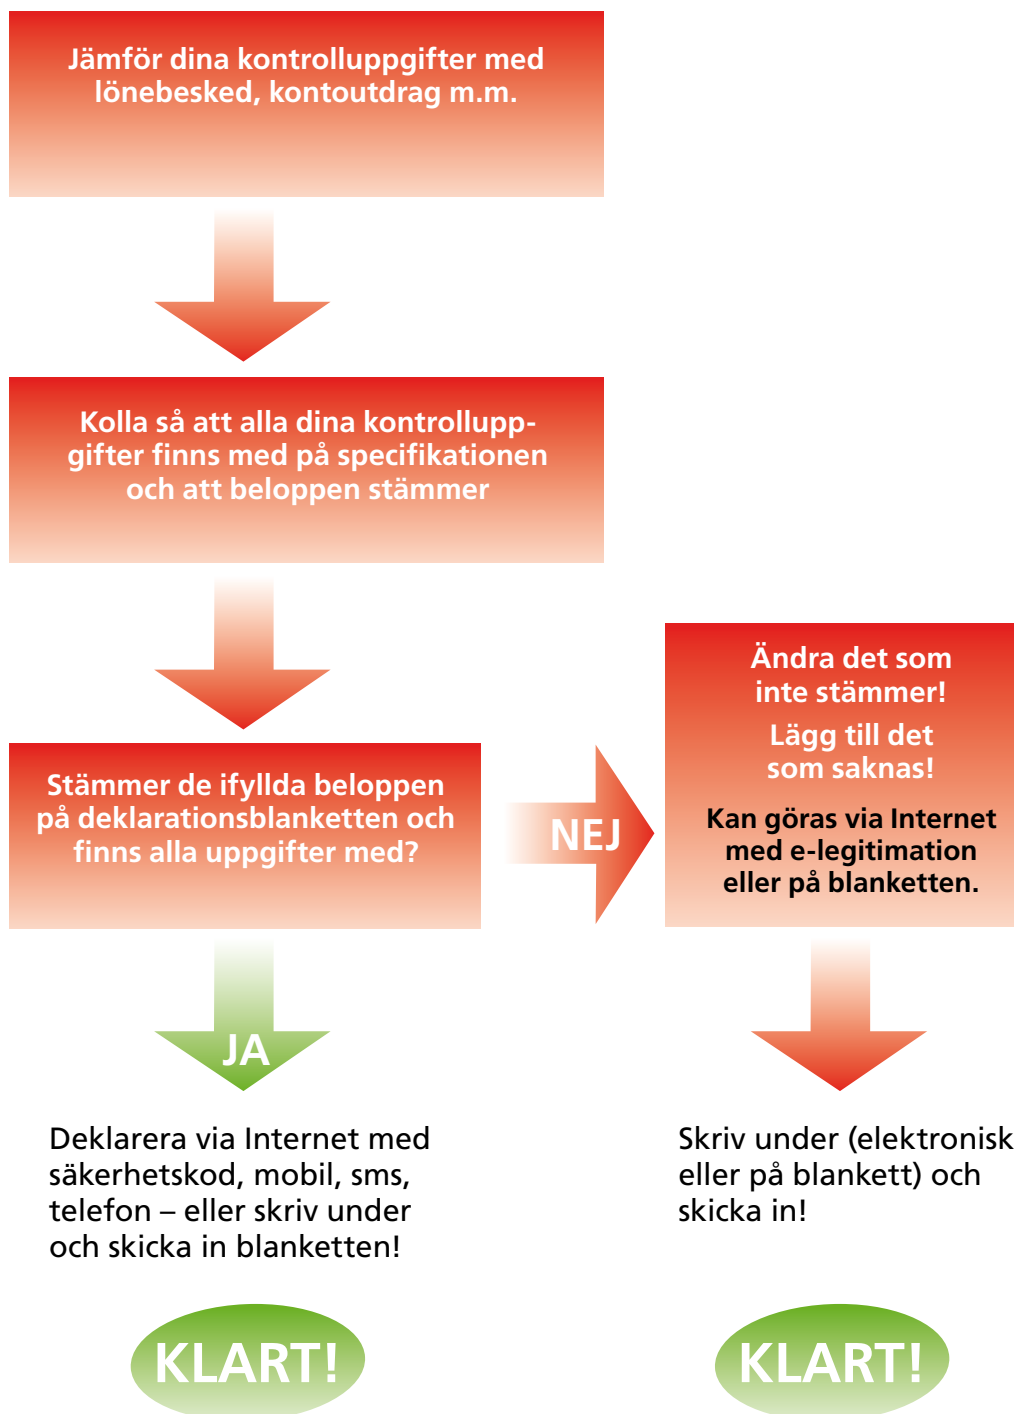 Jämför dina kontrolluppgifter med
lönebesked, kontoutdrag m.m.
Kolla så att alla dina kontrollupp-
gifter finns med på specifikationen
och att beloppen stämmer
Stämmer de ifyllda beloppen
på deklarationsblanketten och
finns alla uppgifter med?
NEJ
Ändra det som
inte stämmer!
Lägg till det
som saknas!
Kan göras via Internet
med e-legitimation
eller på blanketten.
JA
Deklarera via Internet med
säkerhetskod, mobil, sms,
telefon – eller skriv under
och skicka in blanketten!
KLART!
Skriv under (elektronisk
eller på blankett) och
skicka in!
KLART!